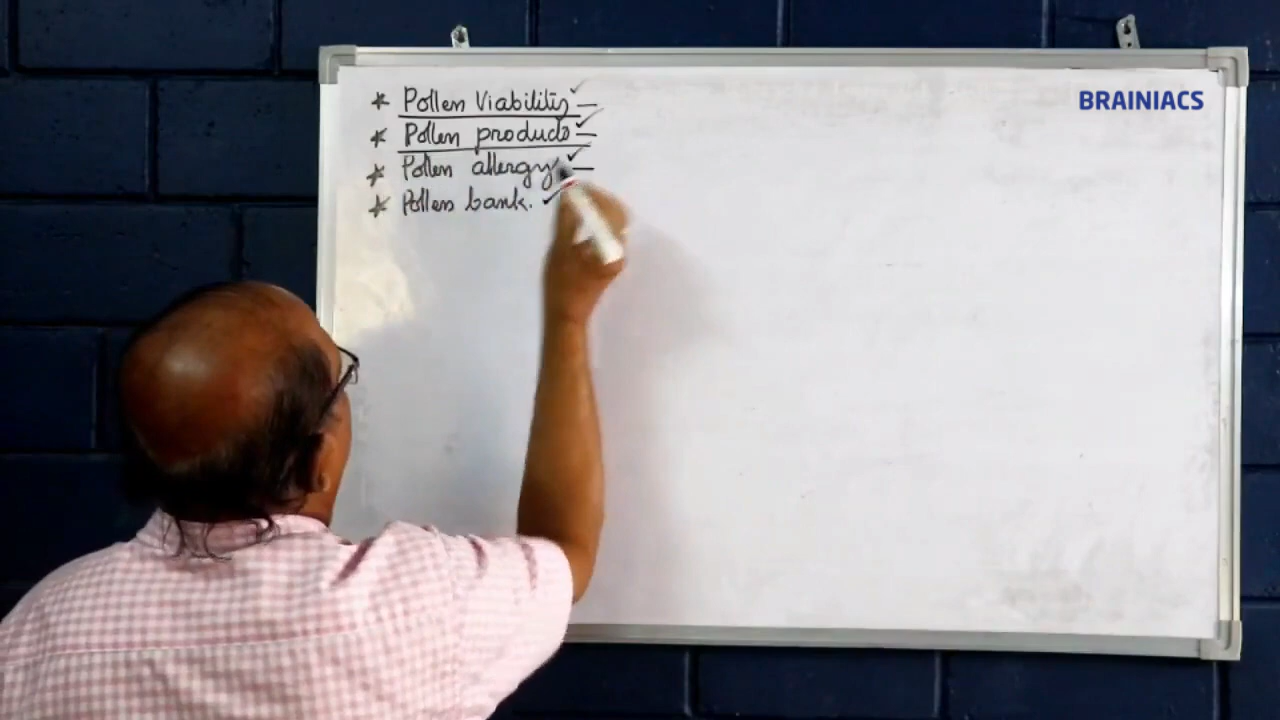 BRAINIACS
* Pollen Viability
* Pollen products
* Pollen allergy
* Pollen bank.